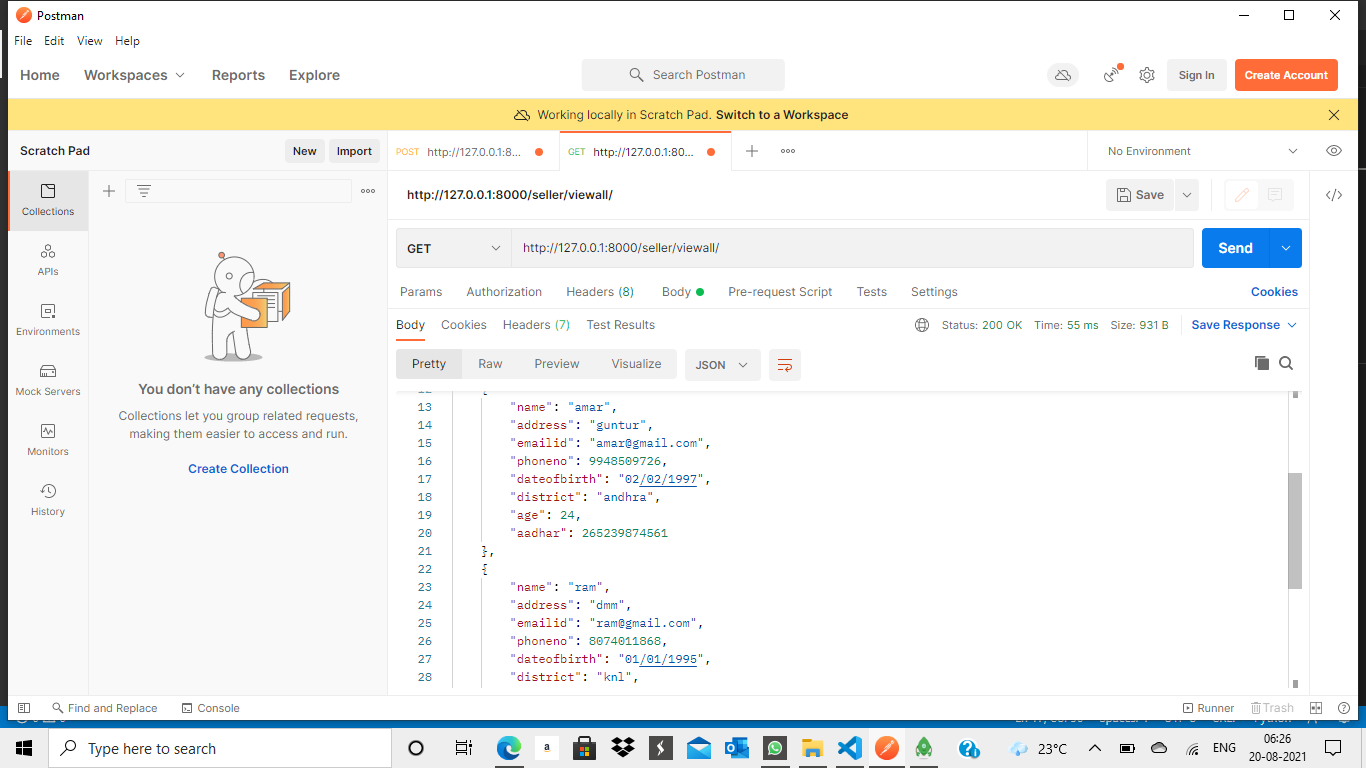 Postman
File Edit View Help
Home Workspaces Reports Explore Search Postman Sign In Create Account
Working locally in Scratch Pad. Switch to a Workspace
Scratch Pad New Import POST http://127.0.0.1:8... GET http://127.0.0.1:80... No Environment
http://127.0.0.1:8000/seller/viewall/ Save
Collections
GET http://127.0.0.1:8000/seller/viewall/ Send
APIs
Params Authorization Headers (8) Body Pre-request Script Tests Settings Cookies
Environments
Body Cookies Headers (7) Test Results Status: 200 OK Time: 55 ms Size: 931 B Save Response
Pretty Raw Preview Visualize JSON
Mock Servers
You don't have any collections
Collections let you group related requests,
making them easier to access and run.
Create Collection
Monitors
History
12 {
13 "name": "amar",
14 "address": "guntur",
15 "emailid": "amar@gmail.com",
16 "phoneno": 9948509726,
17 "dateofbirth": "02/02/1997",
18 "district": "andhra",
19 "age": 24,
20 "aadhar": 265239874561
21 },
22 {
23 "name": "ram",
24 "address": "dmm",
25 "emailid": "ram@gmail.com",
26 "phoneno": 8074011868,
27 "dateofbirth": "01/01/1995",
28 "district": "knl",
Find and Replace Console Runner Trash
Type here to search a 23°C ENG 06:26
20-08-2021